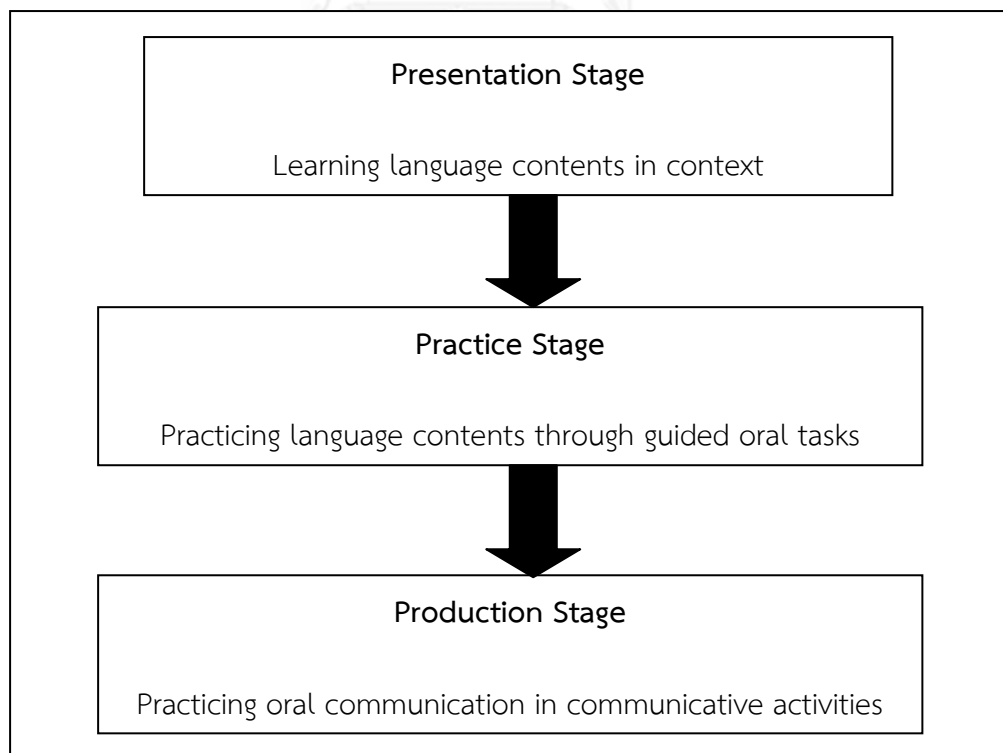 Presentation Stage
Learning language contents in context
Practice Stage
Practicing language contents through guided oral tasks
Production Stage
Practicing oral communication in communicative activities